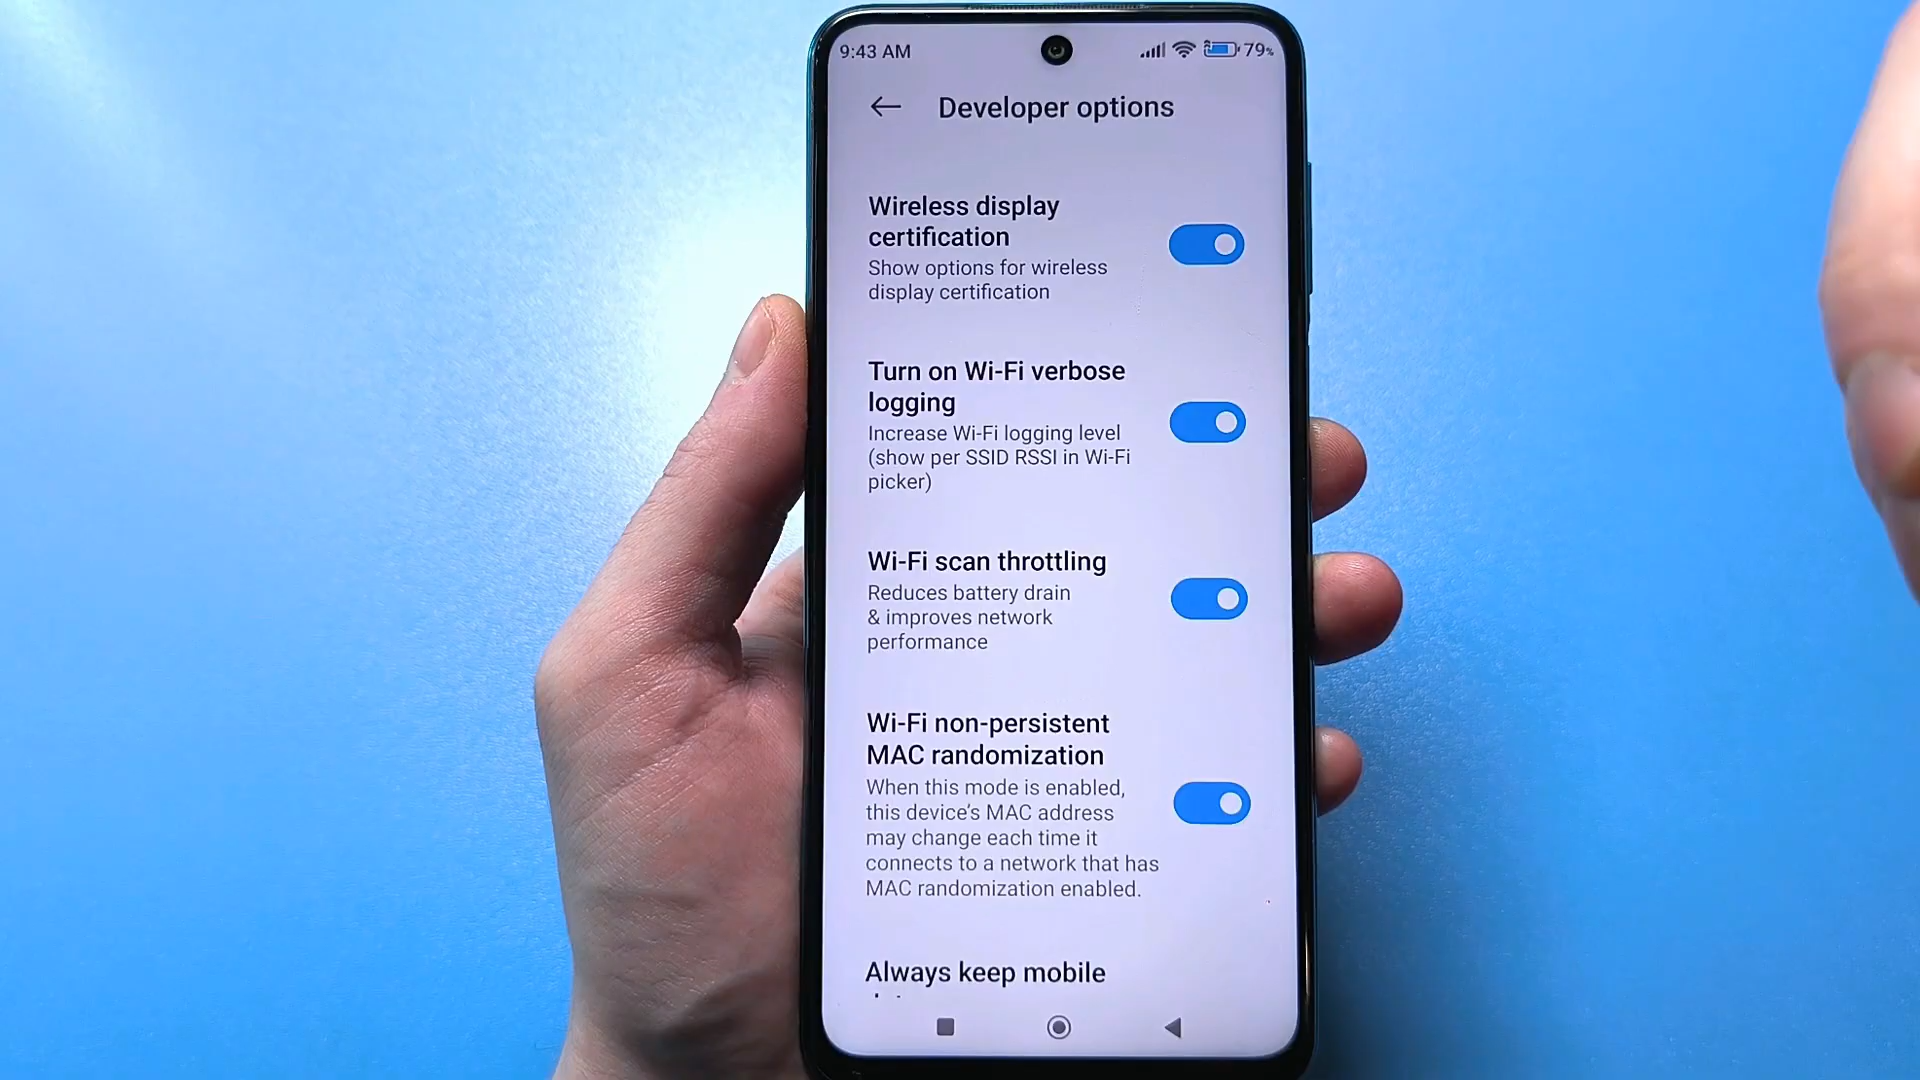 9:43 AM
79%
Developer options
Wireless display
certification
Show options for wireless
display certification
Turn on Wi-Fi verbose
logging
Increase Wi-Fi logging level
(show per SSID RSSI in Wi-Fi
picker)
Wi-Fi scan throttling
Reduces battery drain
& improves network
performance
Wi-Fi non-persistent
MAC randomization
When this mode is enabled,
this device's MAC address
may change each time it
connects to a network that has
MAC randomization enabled.
Always keep mobile